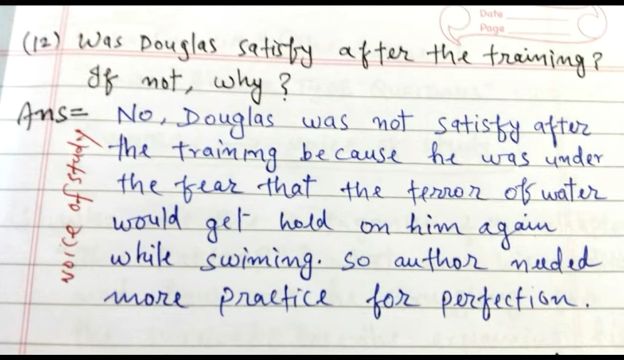 Date
Page
(12) Was Douglas satisfy after the training?
If not, why?
Ans= No, Douglas was not satisfy after
the training because he was under
the fear that the terror of water
would get hold on him again
while swiming. so author needed
more practice for perfection.
voice of study